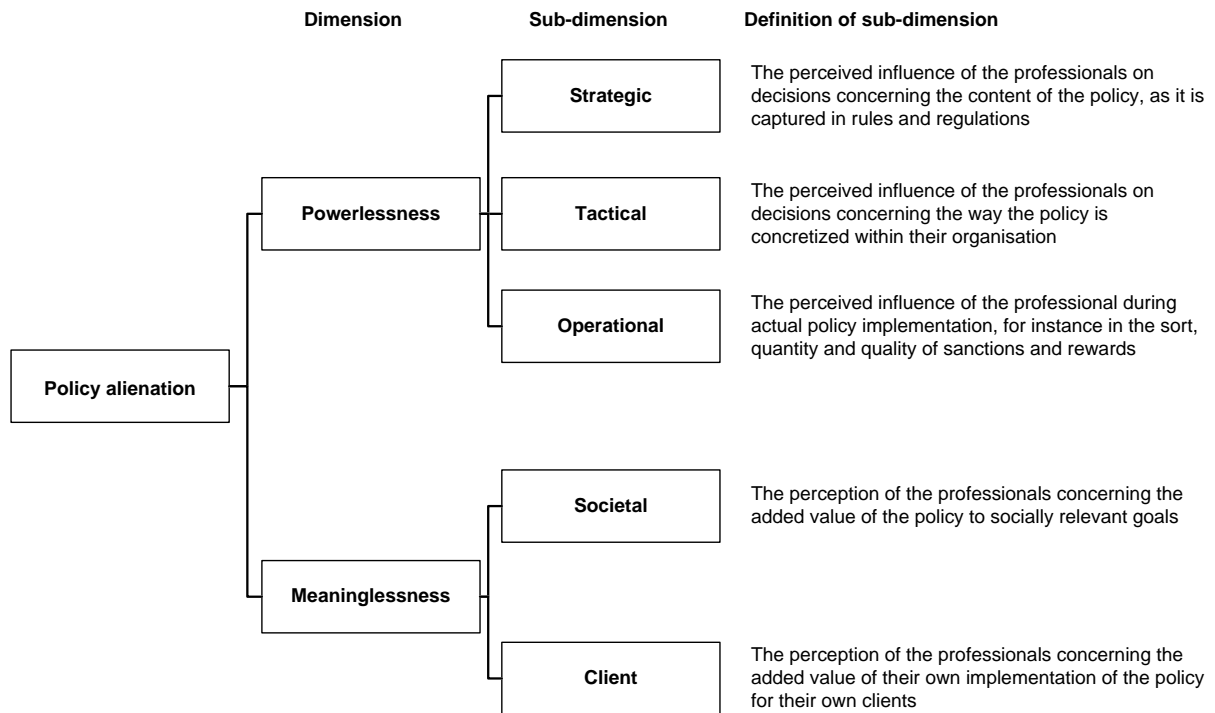 Dimension
Sub-dimension
Definition of sub-dimension
Strategic
The perceived influence of the professionals on
decisions concerning the content of the policy, as it is
captured in rules and regulations
Powerlessness
Tactical
The perceived influence of the professionals on
decisions concerning the way the policy is
concretized within their organisation
Operational
The perceived influence of the professional during
actual policy implementation, for instance in the sort,
quantity and quality of sanctions and rewards
Policy alienation
Societal
The perception of the professionals concerning the
added value of the policy to socially relevant goals
Meaninglessness
Client
The perception of the professionals concerning the
added value of their own implementation of the policy
for their own clients